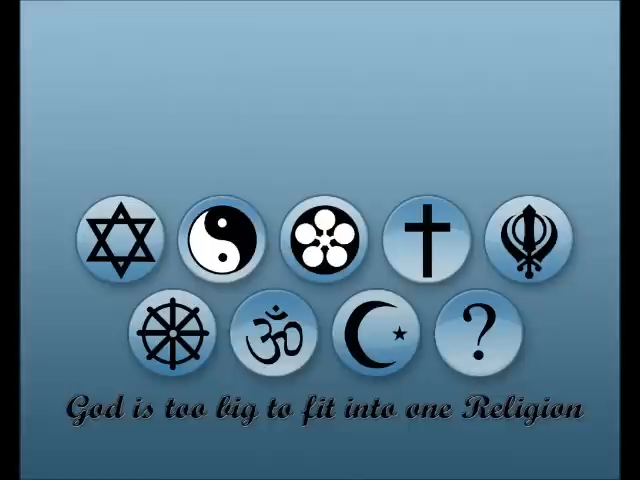 ॐ
?
God is too big to fit into one Religion